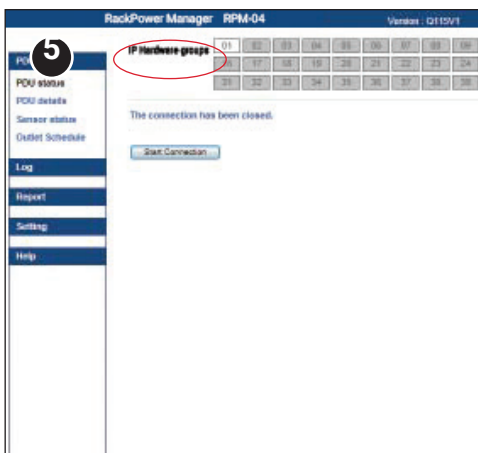 RackPower Manager RPM-04
Version : Q115V1
5
IP Hardware groups
01 02 03 04 05 06 07 08 09
16 17 18 19 20 21 22 23 24
31 32 33 34 35 36 37 38 39
PDU status
PDU details
Sensor status
Outlet Schedule
Log
Report
Setting
Help
The connection has been closed.
Start Connection